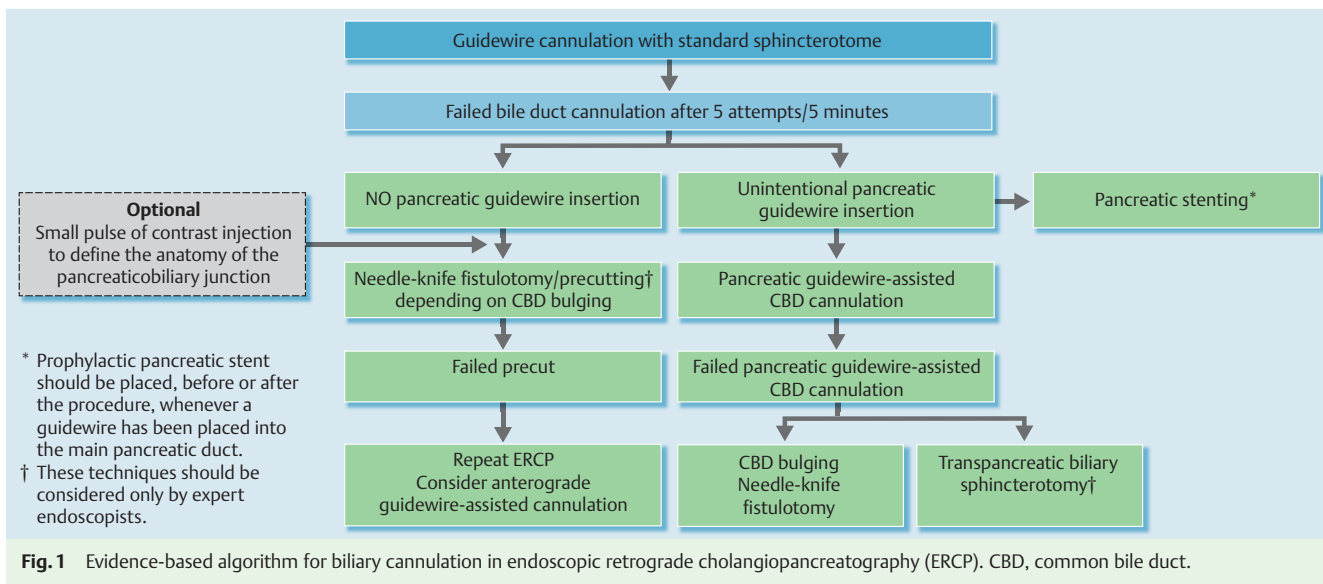 Guidewire cannulation with standard sphincterotome
Failed bile duct cannulation after 5 attempts/5 minutes
NO pancreatic guidewire insertion
Unintentional pancreatic
guidewire insertion
Pancreatic stenting*
Optional
Small pulse of contrast injection
to define the anatomy of the
pancreaticobiliary junction
Needle-knife fistulotomy/precutting†
depending on CBD bulging
Pancreatic guidewire-assisted
CBD cannulation
Failed precut
Failed pancreatic guidewire-assisted
CBD cannulation
Repeat ERCP
Consider anterograde
guidewire-assisted cannulation
CBD bulging
Needle-knife
fistulotomy
Transpancreatic biliary
sphincterotomy†
* Prophylactic pancreatic stent
should be placed, before or after
the procedure, whenever a
guidewire has been placed into
the main pancreatic duct.
† These techniques should be
considered only by expert
endoscopists.
Fig. 1 Evidence-based algorithm for biliary cannulation in endoscopic retrograde cholangiopancreatography (ERCP). CBD, common bile duct.